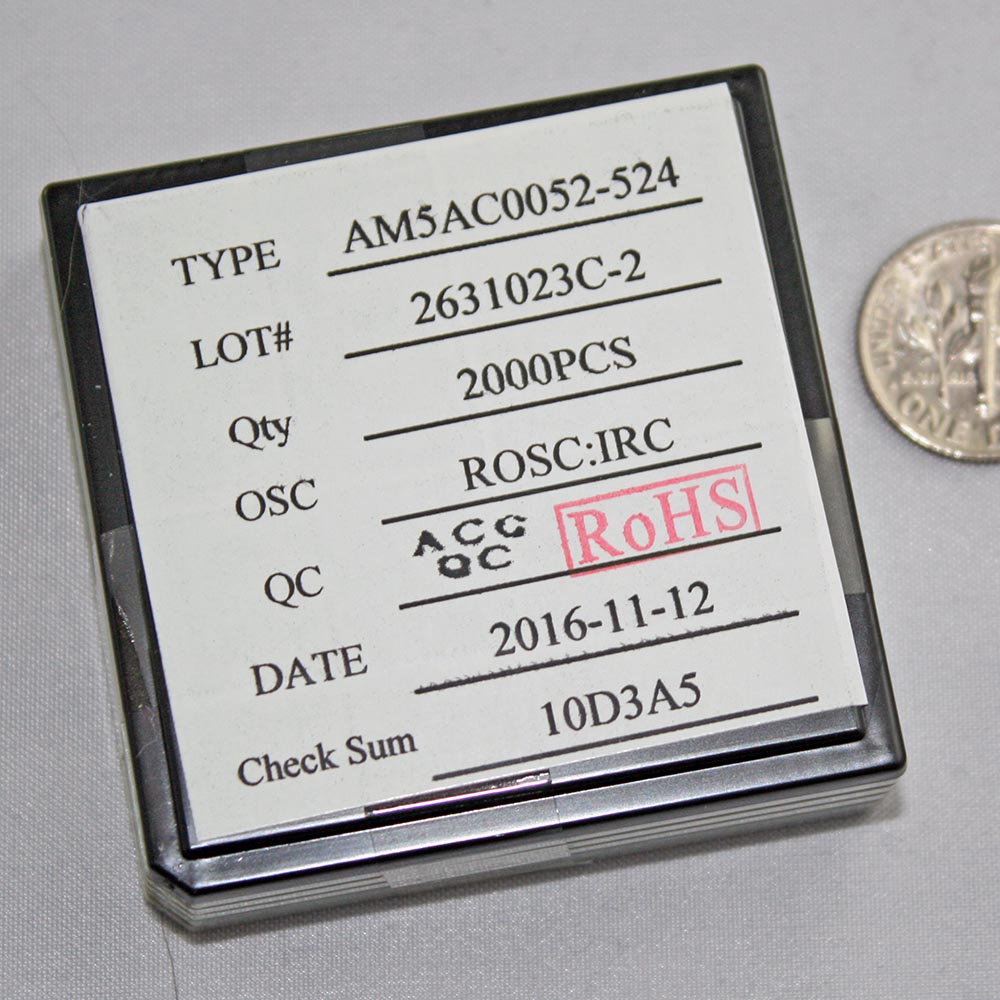 TYPE AM5AC0052-524
LOT# 2631023C-2
Qty 2000PCS
OSC ROSC:IRC
QC ACC QC RoHS
DATE 2016-11-12
Check Sum 10D3A5
ONE